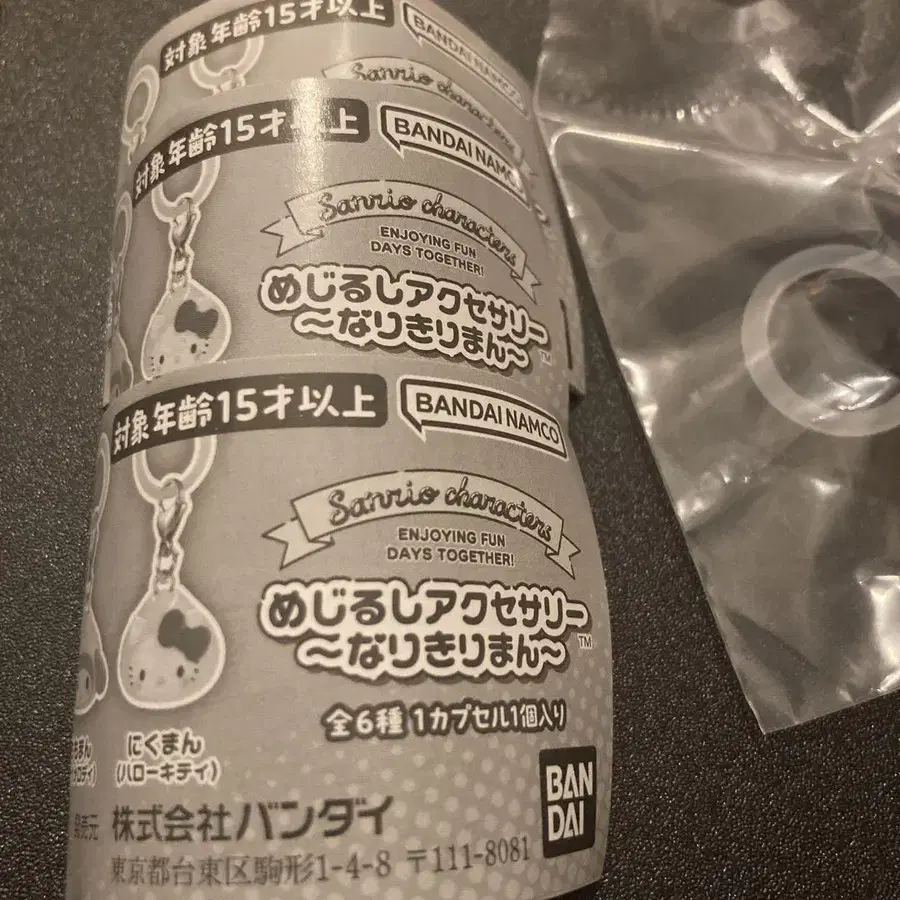 対象年齢15才以上
BANDAI NAMCO
Sanrio characters
対象年齢15才以上
BANDAI NAMCO
Sanrio characters
ENJOYING FUN
DAYS TOGETHER!
めじるしアクセサリー
〜なりきりまん〜™
対象年齢15才以上
BANDAI NAMCO
Sanrio characters
ENJOYING FUN
DAYS TOGETHER!
めじるしアクセサリー
〜なりきりまん〜™
全6種 1カプセル1個入り
にくまん
(ハローキティ)
発売元 株式会社バンダイ
BAN
DAI
東京都台東区駒形1-4-8 〒111-8081